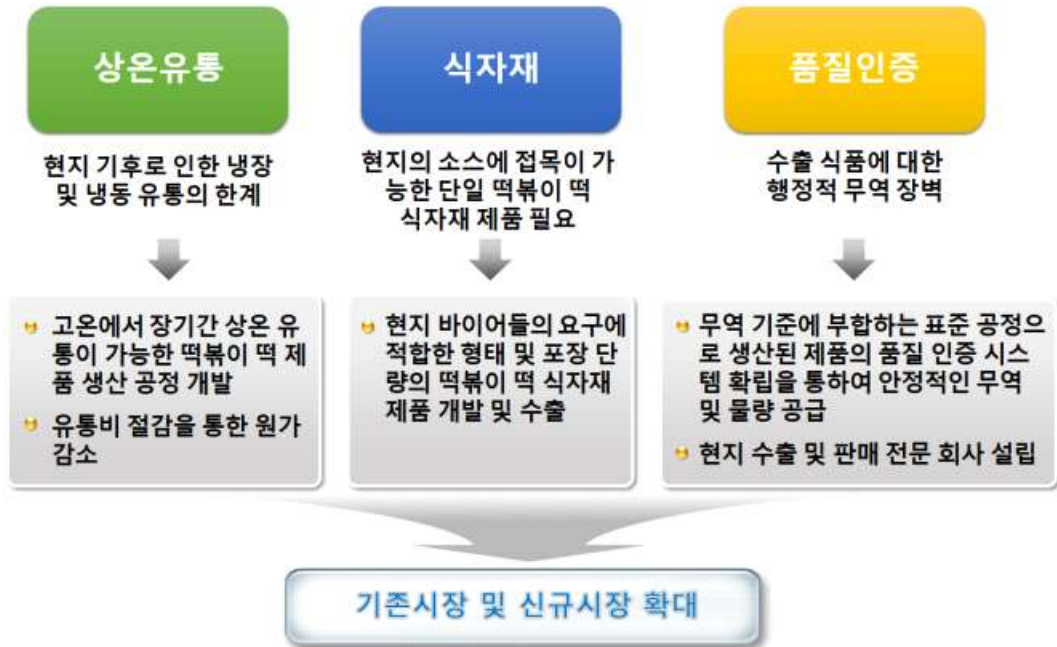 상온유통
식자재
품질인증
현지 기후로 인한 냉장
및 냉동 유통의 한계
현지의 소스에 접목이 가
능한 단일 떡볶이 떡
식자재 제품 필요
수출 식품에 대한
행정적 무역 장벽
고온에서 장기간 상온 유
통이 가능한 떡볶이 떡 제
품 생산 공정 개발
유통비 절감을 통한 원가
감소
현지 바이어들의 요구에
적합한 형태 및 포장 단
량의 떡볶이 떡 식자재
제품 개발 및 수출
무역 기준에 부합하는 표준 공정으
로 생산된 제품의 품질 인증 시스
템 확립을 통하여 안정적인 무역
및 물량 공급
현지 수출 및 판매 전문 회사 설립
기존시장 및 신규시장 확대